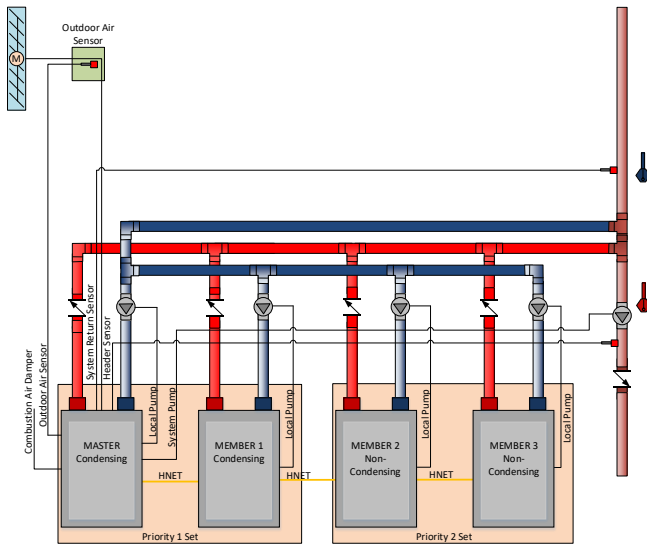 Outdoor Air
Sensor
M
Combustion Air Damper
Outdoor Air Sensor
System Return Sensor
Header Sensor
Local Pump
System Pump
Local Pump
Local Pump
Local Pump
MASTER
Condensing
MEMBER 1
Condensing
MEMBER 2
Non-
Condensing
MEMBER 3
Non-
Condensing
HNET
HNET
HNET
Priority 1 Set
Priority 2 Set